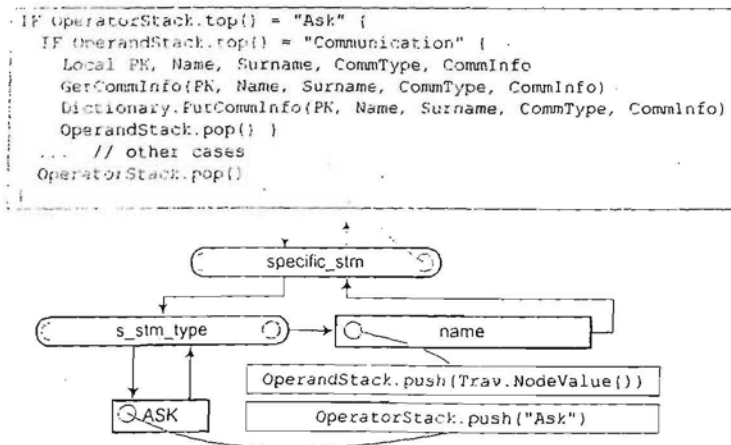 IF OperatorStack.top() = "Ask" {
IF OperandStack.top() = "Communication" {
Local PK, Name, Surname, CommType, CommInfo
GetCommInfo(PK, Name, Surname, CommType, CommInfo)
Dictionary.PutCommInfo(PK, Name, Surname, CommType, CommInfo)
OperandStack.pop() }
... // other cases
OperatorStack.pop()
}
specific_stm
s_stm_type
name
OperandStack.push(Trav.NodeValue())
ASK
OperatorStack.push("Ask")